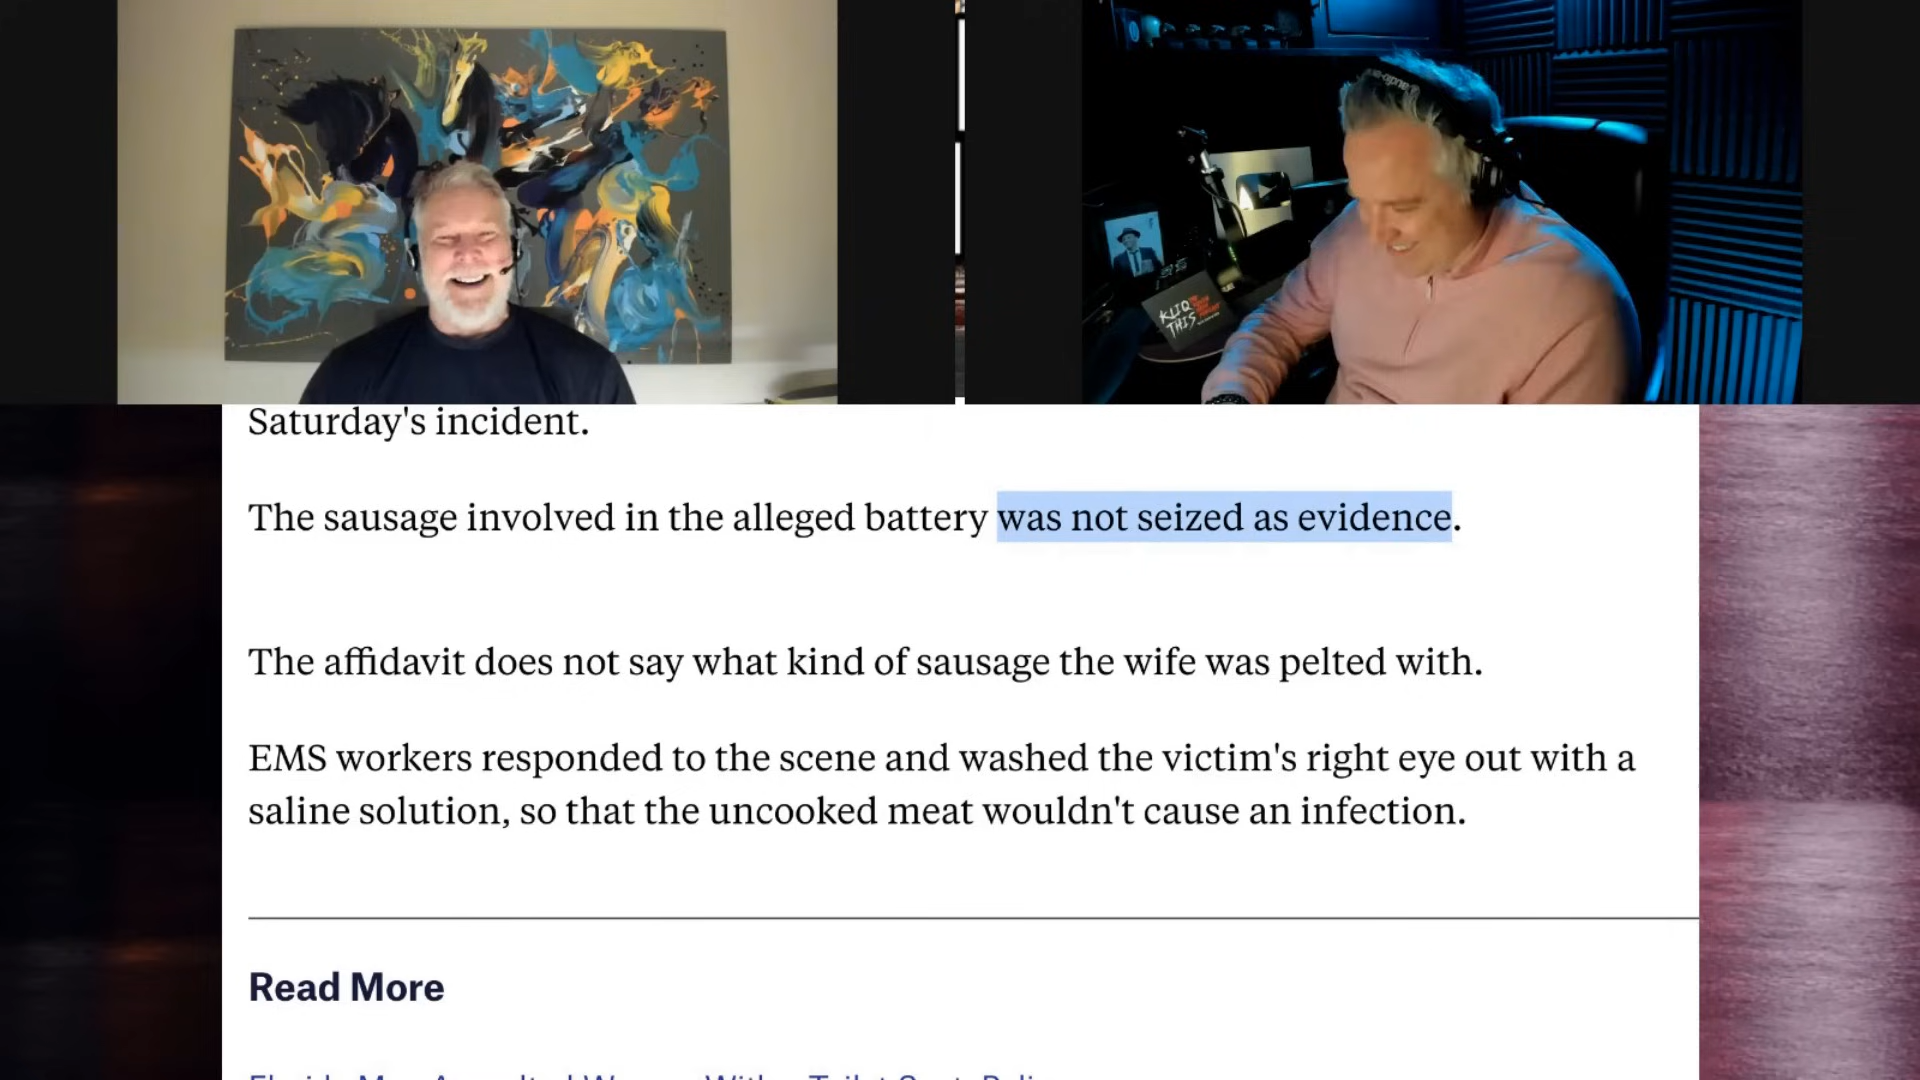 KLIQ
THIS
Saturday's incident.
The sausage involved in the alleged battery was not seized as evidence.
The affidavit does not say what kind of sausage the wife was pelted with.
EMS workers responded to the scene and washed the victim's right eye out with a
saline solution, so that the uncooked meat wouldn't cause an infection.
Read More